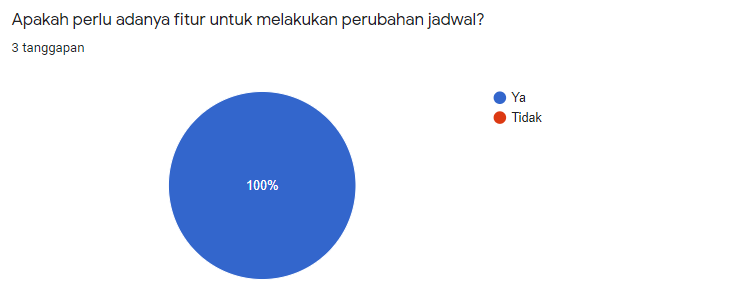 Apakah perlu adanya fitur untuk melakukan perubahan jadwal?
3 tanggapan
Ya
Tidak
100%